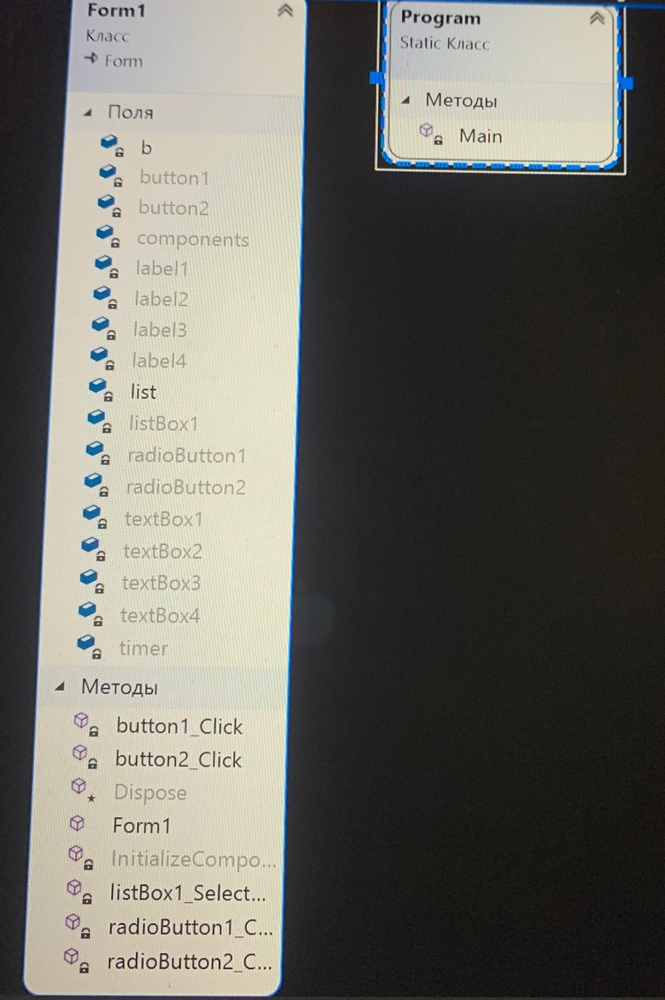 Form1
Класс
Form
Поля
b
button1
button2
components
label1
label2
label3
label4
list
listBox1
radioButton1
radioButton2
textBox1
textBox2
textBox3
textBox4
timer
Методы
button1_Click
button2_Click
Dispose
Form1
InitializeCompo...
listBox1_Select...
radioButton1_C...
radioButton2_C...
Program
Static Класс
Методы
Main